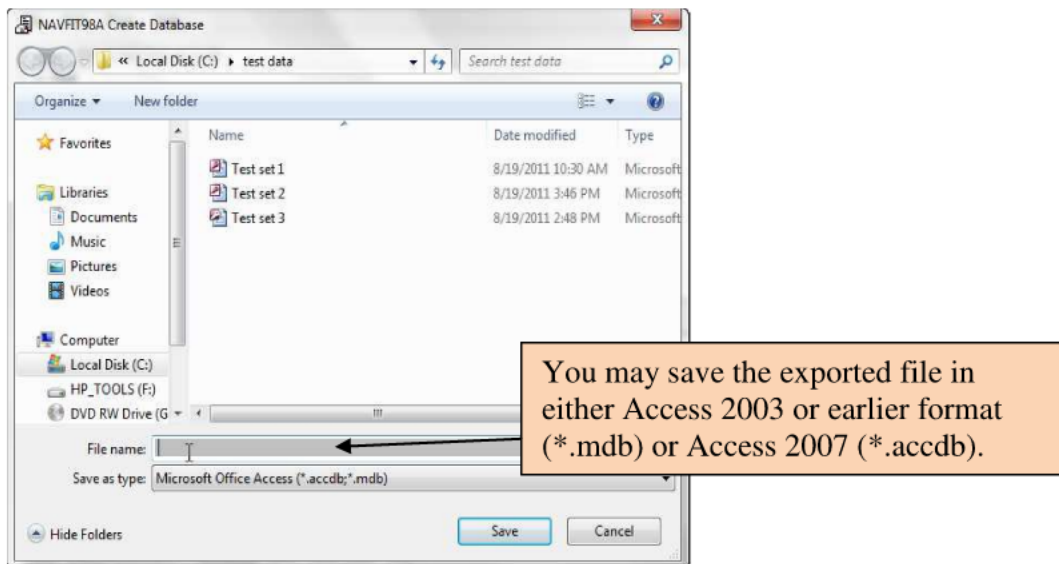 NAVFIT98A Create Database
« Local Disk (C:) ▸ test data
Search test data
Organize ▾ New folder
Name Date modified Type
Favorites
Test set 1 8/19/2011 10:30 AM Microsoft
Libraries
Test set 2 8/19/2011 3:46 PM Microsoft
Documents
Test set 3 8/19/2011 2:48 PM Microsoft
Music
Pictures
Videos
Computer
Local Disk (C:)
HP_TOOLS (F:)
DVD RW Drive (G
You may save the exported file in
either Access 2003 or earlier format
(*.mdb) or Access 2007 (*.accdb).
File name:
Save as type: Microsoft Office Access (*.accdb;*.mdb)
Hide Folders
Save Cancel